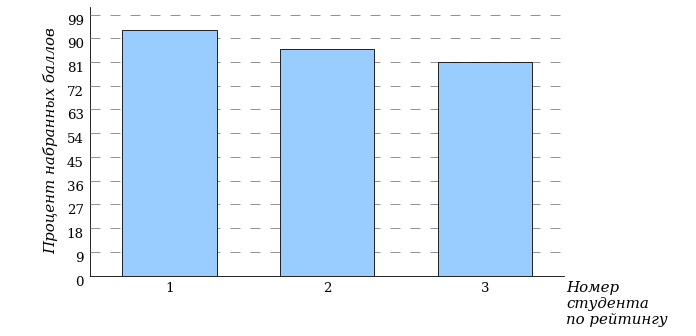 Процент набранных баллов
99
90
81
72
63
54
45
36
27
18
9
0
1 2 3
Номер
студента
по рейтингу